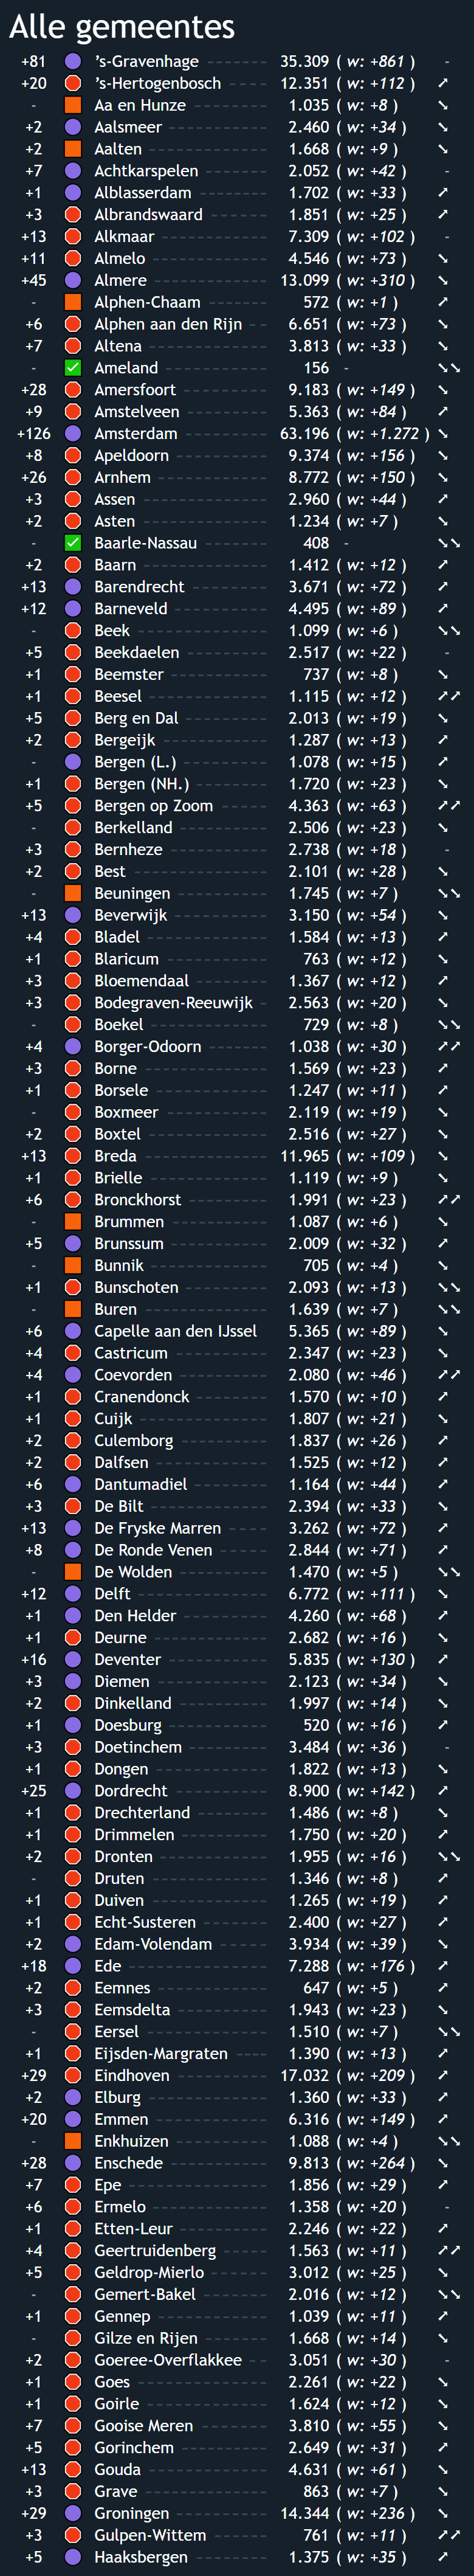 Alle gemeentes
+81 's-Gravenhage 35.309 ( w: +861 )
+20 's-Hertogenbosch 12.351 ( w: +112 ) ➚
- Aa en Hunze 1.035 ( w: +8 ) ➘
+2 Aalsmeer 2.460 ( w: +34 ) ➘
+2 Aalten 1.668 ( w: +9 ) ➘
+7 Achtkarspelen 2.052 ( w: +42 ) -
+1 Alblasserdam 1.702 ( w: +33 ) ➚
+3 Albrandswaard 1.851 ( w: +25 ) ➚
+13 Alkmaar 7.309 ( w: +102 ) -
+11 Almelo 4.546 ( w: +73 ) ➘
+45 Almere 13.099 ( w: +310 ) ➘
- Alphen-Chaam 572 ( w: +1 ) ➚
+6 Alphen aan den Rijn 6.651 ( w: +73 ) ➘
+7 Altena 3.813 ( w: +33 ) ➘
- Ameland 156 - ➘➘
+28 Amersfoort 9.183 ( w: +149 ) ➘
+9 Amstelveen 5.363 ( w: +84 ) ➚
+126 Amsterdam 63.196 ( w: +1.272 ) ➘
+8 Apeldoorn 9.374 ( w: +156 ) ➘
+26 Arnhem 8.772 ( w: +150 ) ➘
+3 Assen 2.960 ( w: +44 ) ➚
+2 Asten 1.234 ( w: +7 ) ➘
- Baarle-Nassau 408 - ➘➘
+2 Baarn 1.412 ( w: +12 ) ➚
+13 Barendrecht 3.671 ( w: +72 ) ➚
+12 Barneveld 4.495 ( w: +89 ) ➚
- Beek 1.099 ( w: +6 ) ➘➘
+5 Beekdaelen 2.517 ( w: +22 ) -
+1 Beemster 737 ( w: +8 ) ➘
+1 Beesel 1.115 ( w: +12 ) ➚➚
+5 Berg en Dal 2.013 ( w: +19 ) ➘
+2 Bergeijk 1.287 ( w: +13 ) ➚
- Bergen (L.) 1.078 ( w: +15 ) ➚
+1 Bergen (NH.) 1.720 ( w: +23 ) ➘
+5 Bergen op Zoom 4.363 ( w: +63 ) ➚➚
- Berkelland 2.506 ( w: +23 ) ➘
+3 Bernheze 2.738 ( w: +18 ) -
+2 Best 2.101 ( w: +28 ) ➘
- Beuningen 1.745 ( w: +7 ) ➘➘
+13 Beverwijk 3.150 ( w: +54 ) ➘
+4 Bladel 1.584 ( w: +13 ) ➚
+1 Blaricum 763 ( w: +12 ) ➘
+3 Bloemendaal 1.367 ( w: +12 ) ➚
+3 Bodegraven-Reeuwijk 2.563 ( w: +20 ) ➘
- Boekel 729 ( w: +8 ) ➘➘
+4 Borger-Odoorn 1.038 ( w: +30 ) ➚➚
+3 Borne 1.569 ( w: +23 ) ➚
+1 Borsele 1.247 ( w: +11 ) ➚
- Boxmeer 2.119 ( w: +19 ) ➘
+2 Boxtel 2.516 ( w: +27 ) ➘
+13 Breda 11.965 ( w: +109 ) ➘
+1 Brielle 1.119 ( w: +9 ) ➘
+6 Bronckhorst 1.991 ( w: +23 ) ➚➚
- Brummen 1.087 ( w: +6 ) ➘
+5 Brunssum 2.009 ( w: +32 ) ➚
- Bunnik 705 ( w: +4 ) ➘
+1 Bunschoten 2.093 ( w: +13 ) ➘➘
- Buren 1.639 ( w: +7 ) ➘➘
+6 Capelle aan den IJssel 5.365 ( w: +89 ) ➘
+4 Castricum 2.347 ( w: +23 ) ➘
+4 Coevorden 2.080 ( w: +46 ) ➚➚
+1 Cranendonck 1.570 ( w: +10 ) ➚
+1 Cuijk 1.807 ( w: +21 ) ➘
+2 Culemborg 1.837 ( w: +26 ) ➚
+2 Dalfsen 1.525 ( w: +12 ) ➚
+6 Dantumadiel 1.164 ( w: +44 ) ➚
+3 De Bilt 2.394 ( w: +33 ) ➘
+13 De Fryske Marren 3.262 ( w: +72 ) ➚
+8 De Ronde Venen 2.844 ( w: +71 ) ➚
- De Wolden 1.470 ( w: +5 ) ➘➘
+12 Delft 6.772 ( w: +111 ) ➘
+1 Den Helder 4.260 ( w: +68 ) ➚
+1 Deurne 2.682 ( w: +16 ) ➘
+16 Deventer 5.835 ( w: +130 ) ➚
+3 Diemen 2.123 ( w: +34 ) ➘
+2 Dinkelland 1.997 ( w: +14 ) ➘
+1 Doesburg 520 ( w: +16 ) ➚
+3 Doetinchem 3.484 ( w: +36 ) -
+1 Dongen 1.822 ( w: +13 ) ➘
+25 Dordrecht 8.900 ( w: +142 ) ➚
+1 Drechterland 1.486 ( w: +8 ) ➘
+1 Drimmelen 1.750 ( w: +20 ) ➚
+2 Dronten 1.955 ( w: +16 ) ➘➘
- Druten 1.346 ( w: +8 ) ➚
+1 Duiven 1.265 ( w: +19 ) ➚
+1 Echt-Susteren 2.400 ( w: +27 ) ➚
+2 Edam-Volendam 3.934 ( w: +39 ) ➘
+18 Ede 7.288 ( w: +176 ) ➚
+2 Eemnes 647 ( w: +5 ) ➚
+3 Eemsdelta 1.943 ( w: +23 ) ➘
- Eersel 1.510 ( w: +7 ) ➘➘
+1 Eijsden-Margraten 1.390 ( w: +13 ) ➚
+29 Eindhoven 17.032 ( w: +209 ) ➚
+2 Elburg 1.360 ( w: +33 ) ➚
+20 Emmen 6.316 ( w: +149 ) ➚
- Enkhuizen 1.088 ( w: +4 ) ➘➘
+28 Enschede 9.813 ( w: +264 ) ➘
+7 Epe 1.856 ( w: +29 ) ➚
+6 Ermelo 1.358 ( w: +20 ) -
+1 Etten-Leur 2.246 ( w: +22 ) ➚
+4 Geertruidenberg 1.563 ( w: +11 ) ➚➚
+5 Geldrop-Mierlo 3.012 ( w: +25 ) ➘
- Gemert-Bakel 2.016 ( w: +12 ) ➘➘
+1 Gennep 1.039 ( w: +11 ) ➚
- Gilze en Rijen 1.668 ( w: +14 ) ➘
+2 Goeree-Overflakkee 3.051 ( w: +30 ) -
+1 Goes 2.261 ( w: +22 ) ➘
+1 Goirle 1.624 ( w: +12 ) ➘
+7 Gooise Meren 3.810 ( w: +55 ) ➘
+5 Gorinchem 2.649 ( w: +31 ) ➚
+13 Gouda 4.631 ( w: +61 ) ➘
+3 Grave 863 ( w: +7 ) ➘
+29 Groningen 14.344 ( w: +236 ) ➘
+3 Gulpen-Wittem 761 ( w: +11 ) ➚➚
+5 Haaksbergen 1.375 ( w: +35 ) ➚